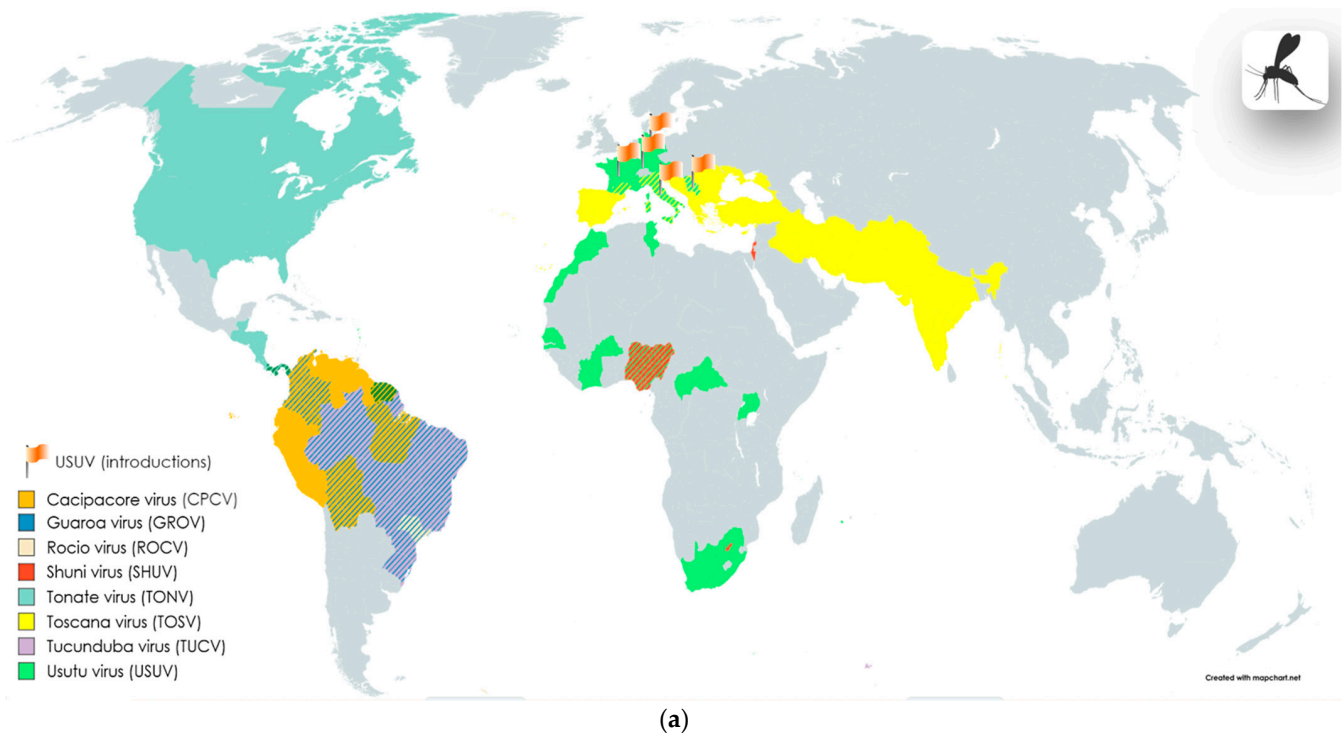 USUV (introductions)
Cacipacore virus (CPCV)
Guaroa virus (GROV)
Rocio virus (ROCV)
Shuni virus (SHUV)
Tonate virus (TONV)
Toscana virus (TOSV)
Tucunduba virus (TUCV)
Usutu virus (USUV)
Created with mapchart.net
(a)